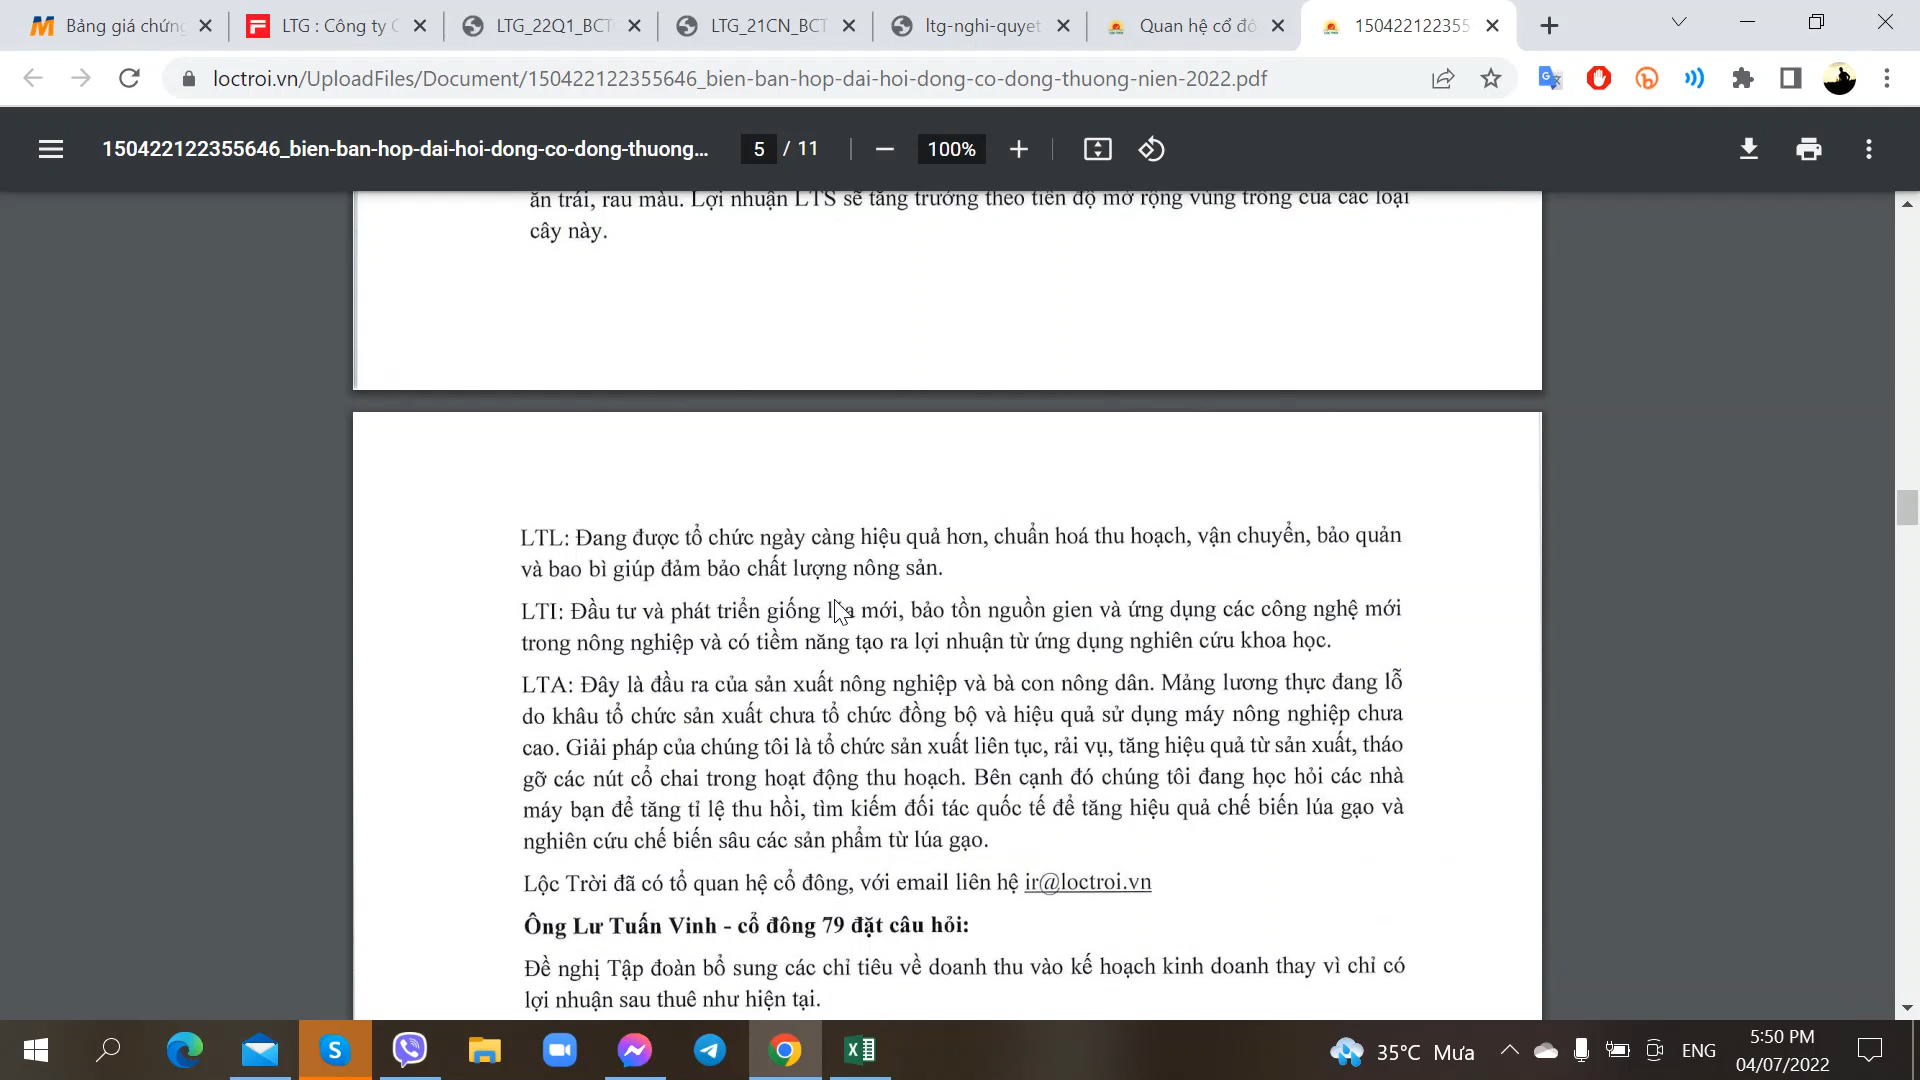 Bảng giá chứng
LTG : Công ty C
LTG_22Q1_BCT
LTG_21CN_BCT
ltg-nghi-quyet
Quan hệ cổ đô
150422122355
loctroi.vn/UploadFiles/Document/150422122355646_bien-ban-hop-dai-hoi-dong-co-dong-thuong-nien-2022.pdf
150422122355646_bien-ban-hop-dai-hoi-dong-co-dong-thuong...
5 / 11
100%
ăn trái, rau màu. Lợi nhuận LTS sẽ tăng trưởng theo tiến độ mở rộng vùng trồng của các loại
cây này.
LTL: Đang được tổ chức ngày càng hiệu quả hơn, chuẩn hoá thu hoạch, vận chuyển, bảo quản
và bao bì giúp đảm bảo chất lượng nông sản.
LTI: Đầu tư và phát triển giống lúa mới, bảo tồn nguồn gien và ứng dụng các công nghệ mới
trong nông nghiệp và có tiềm năng tạo ra lợi nhuận từ ứng dụng nghiên cứu khoa học.
LTA: Đây là đầu ra của sản xuất nông nghiệp và bà con nông dân. Mảng lương thực đang lỗ
do khâu tổ chức sản xuất chưa tổ chức đồng bộ và hiệu quả sử dụng máy nông nghiệp chưa
cao. Giải pháp của chúng tôi là tổ chức sản xuất liên tục, rải vụ, tăng hiệu quả từ sản xuất, tháo
gỡ các nút cổ chai trong hoạt động thu hoạch. Bên cạnh đó chúng tôi đang học hỏi các nhà
máy bạn để tăng tỉ lệ thu hồi, tìm kiếm đối tác quốc tế để tăng hiệu quả chế biến lúa gạo và
nghiên cứu chế biến sâu các sản phẩm từ lúa gạo.
Lộc Trời đã có tổ quan hệ cổ đông, với email liên hệ ir@loctroi.vn
Ông Lư Tuấn Vinh - cổ đông 79 đặt câu hỏi:
Đề nghị Tập đoàn bổ sung các chỉ tiêu về doanh thu vào kế hoạch kinh doanh thay vì chỉ có
lợi nhuận sau thuê như hiện tại.
35°C Mưa
ENG
5:50 PM
04/07/2022